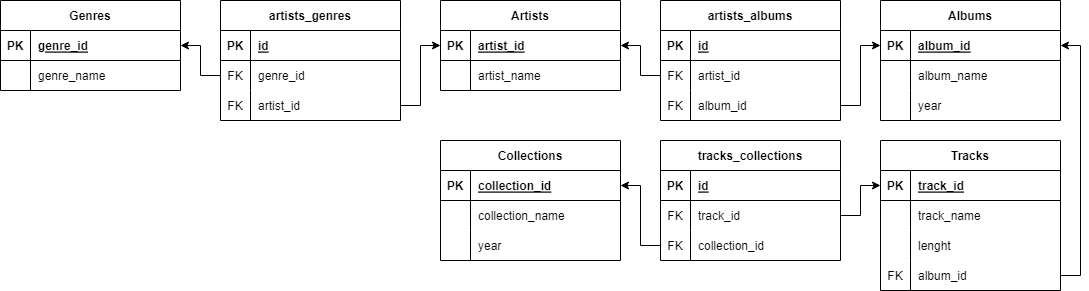 Genres
PK genre_id
genre_name
artists_genres
PK id
FK genre_id
FK artist_id
Artists
PK artist_id
artist_name
artists_albums
PK id
FK artist_id
FK album_id
Albums
PK album_id
album_name
year
Collections
PK collection_id
collection_name
year
tracks_collections
PK id
FK track_id
FK collection_id
Tracks
PK track_id
track_name
lenght
FK album_id